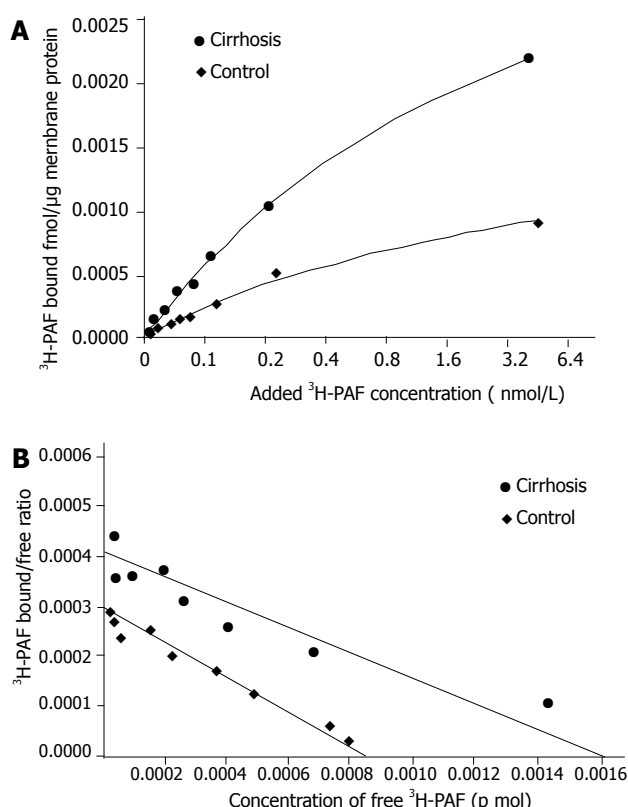 A
0.0025
0.0020
0.0015
0.0010
0.0005
0.0000
³H-PAF bound fmol/µg mernbrane protein
Cirrhosis
Control
0 0.1 0.2 0.4 0.8 1.6 3.2 6.4
Added ³H-PAF concentration ( nmol/L)
B
0.0006
0.0005
0.0004
0.0003
0.0002
0.0001
0.0000
³H-PAF bound/free ratio
Cirrhosis
Control
0.0002 0.0004 0.0006 0.0008 0.0010 0.0012 0.0014 0.0016
Concentration of free ³H-PAF (p mol)